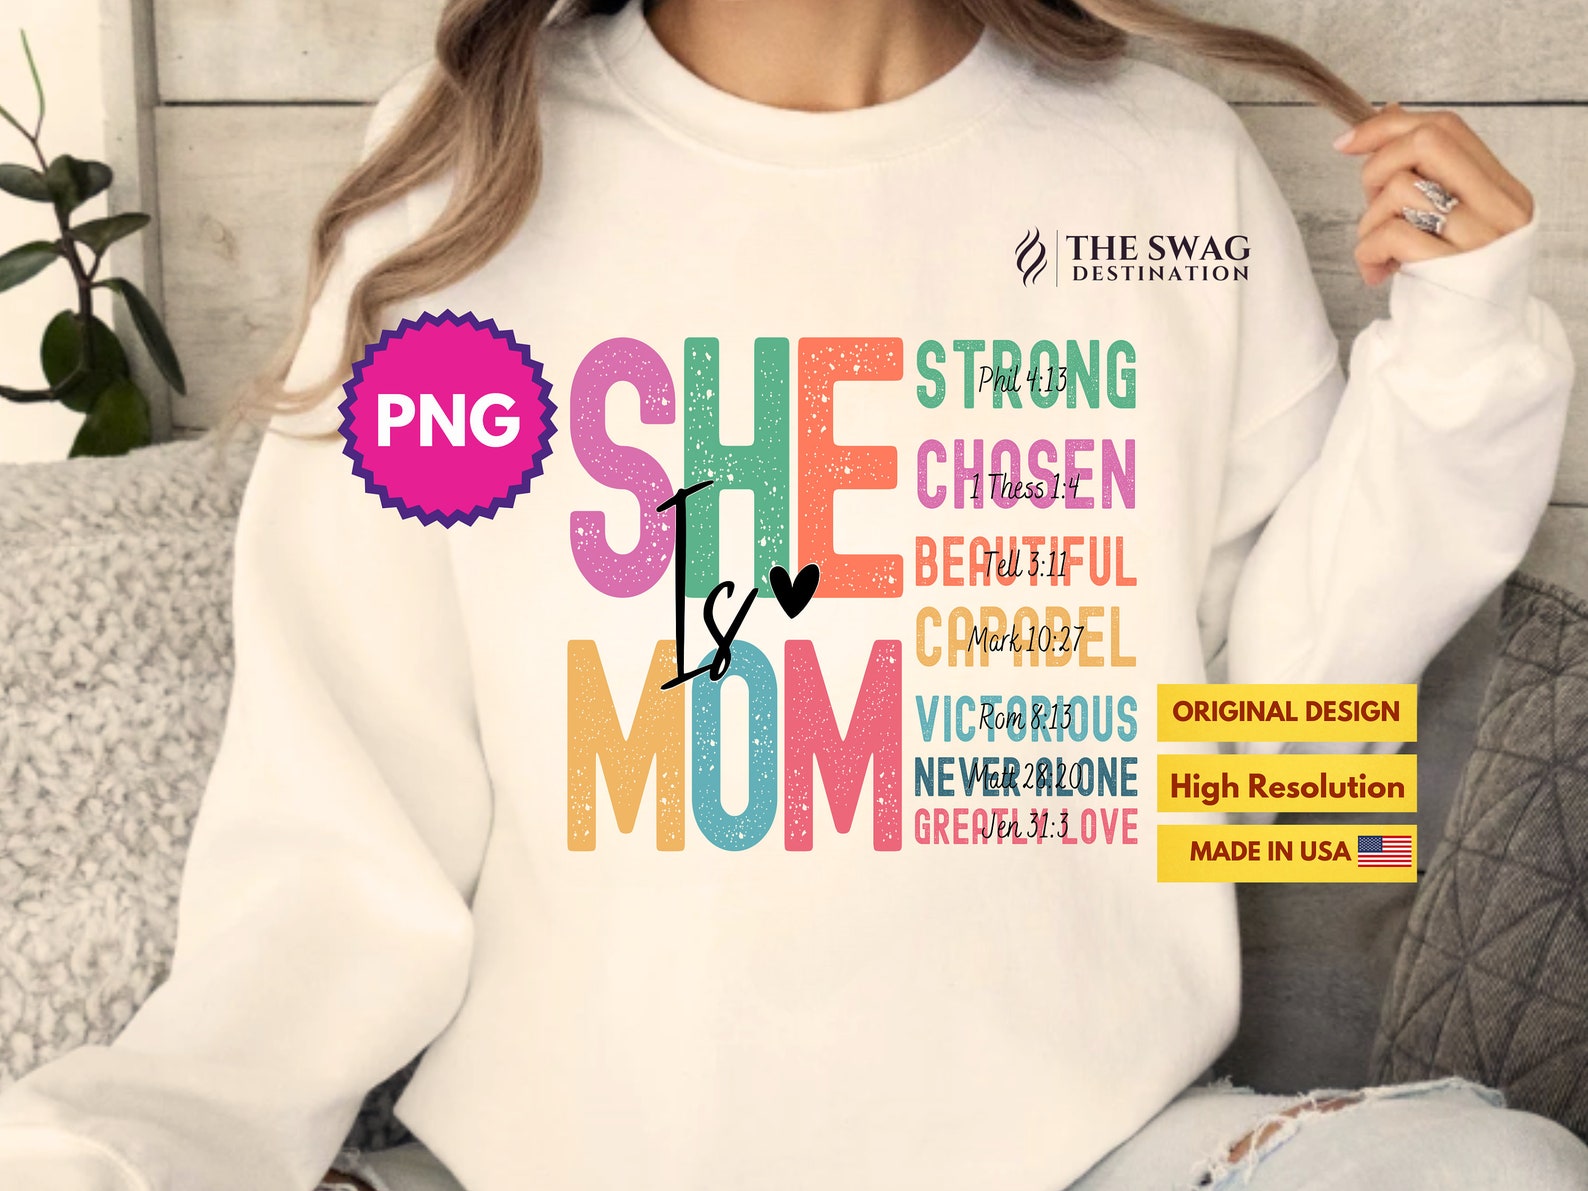 THE SWAG
DESTINATION
PNG
SHE
Is
MOM
STRONG
Phil 4:13
CHOSEN
1 Thess 1:4
BEAUTIFUL
Tell 3:11
CAPABEL
Mark 10:27
VICTORIOUS
Rom 8:13
NEVER ALONE
Matt 28:20
GREATLY LOVE
Jen 31:3
ORIGINAL DESIGN
High Resolution
MADE IN USA